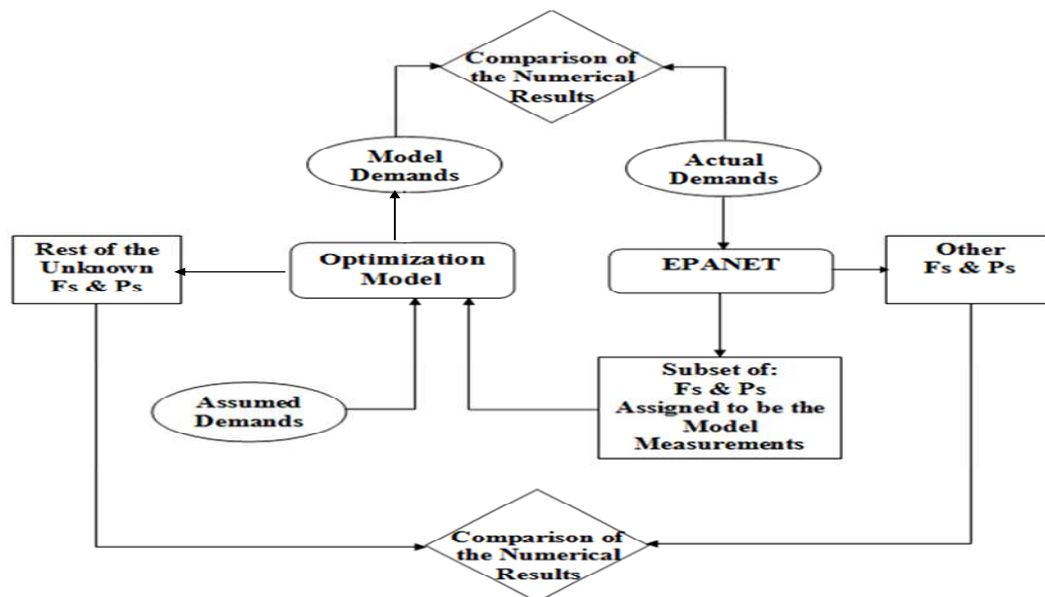 Comparison of
the Numerical
Results
Model
Demands
Actual
Demands
Rest of the
Unknown
Fs & Ps
Optimization
Model
EPANET
Other
Fs & Ps
Subset of:
Fs & Ps
Assigned to be the
Model
Measurements
Assumed
Demands
Comparison of
the Numerical
Results